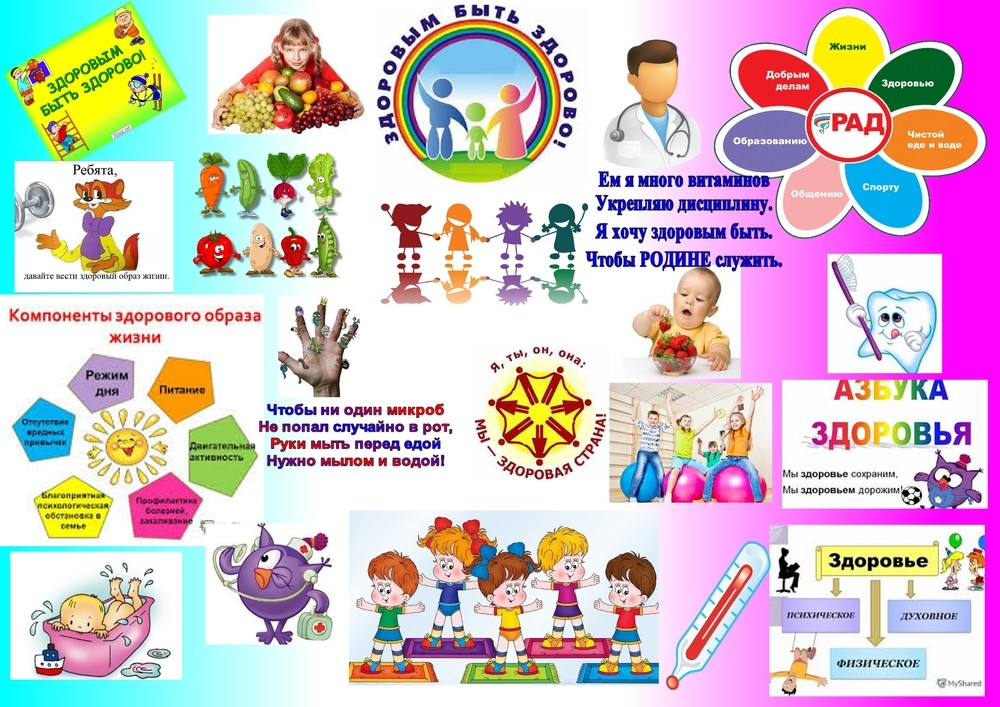 ЗДОРОВЫМ
БЫТЬ ЗДОРОВО!
ЗДОРОВЫМ БЫТЬ ЗДОРОВО!
Жизни
Добрым
делам
Здоровью
РАД
Образованию
Чистой
еде и воде
Общению
Спорту
Ребята,
давайте вести здоровый образ жизни.
Ем я много витаминов
Укрепляю дисциплину.
Я хочу здоровым быть.
Чтобы РОДИНЕ служить.
Компоненты здорового образа
жизни
Режим
дня
Питание
Отсутствие
вредных
привычек
Двигательная
активность
Благоприятная
психологическая
обстановка в
семье
Профилактика
болезней,
закаливание
Чтобы ни один микроб
Не попал случайно в рот,
Руки мыть перед едой
Нужно мылом и водой!
Я, ты, он, она:
МЫ – ЗДОРОВАЯ СТРАНА!
АЗБУКА
ЗДОРОВЬЯ
Мы здоровье сохраним,
Мы здоровьем дорожим!
Здоровье
ПСИХИЧЕСКОЕ
ДУХОВНОЕ
ФИЗИЧЕСКОЕ
MyShared